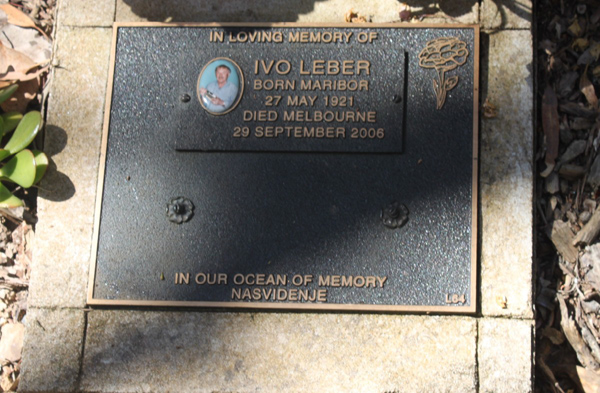 IN LOVING MEMORY OF
IVO LEBER
BORN MARIBOR
27 MAY 1921
DIED MELBOURNE
29 SEPTEMBER 2006
IN OUR OCEAN OF MEMORY
NASVIDENJE
L64